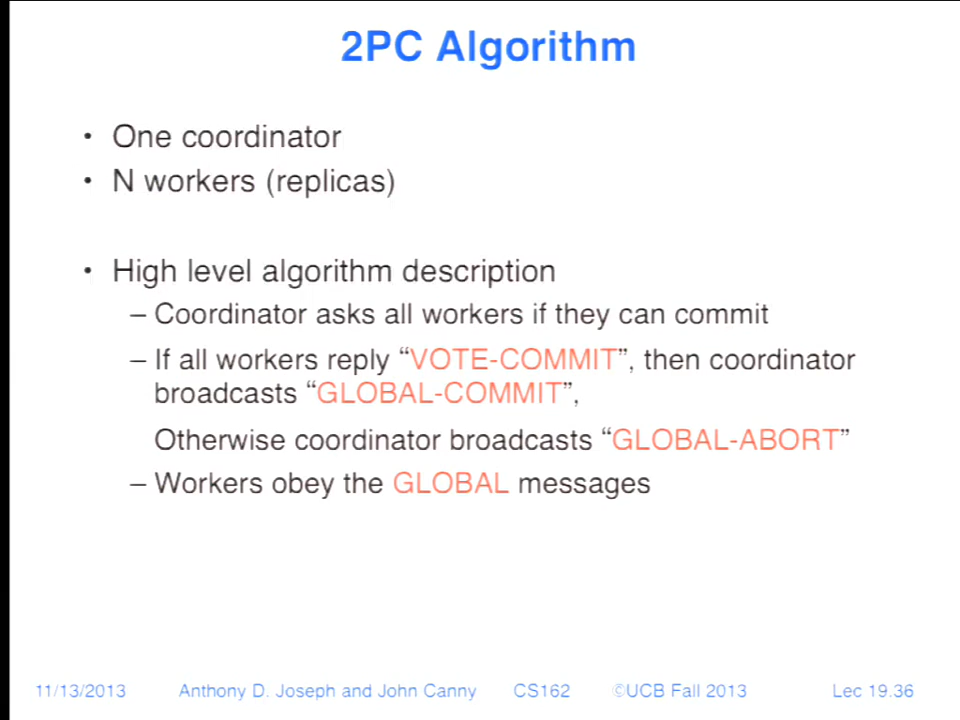 2PC Algorithm
• One coordinator
• N workers (replicas)
• High level algorithm description
– Coordinator asks all workers if they can commit
– If all workers reply “VOTE-COMMIT”, then coordinator
broadcasts “GLOBAL-COMMIT”,
Otherwise coordinator broadcasts “GLOBAL-ABORT”
– Workers obey the GLOBAL messages
11/13/2013 Anthony D. Joseph and John Canny CS162 ©UCB Fall 2013 Lec 19.36